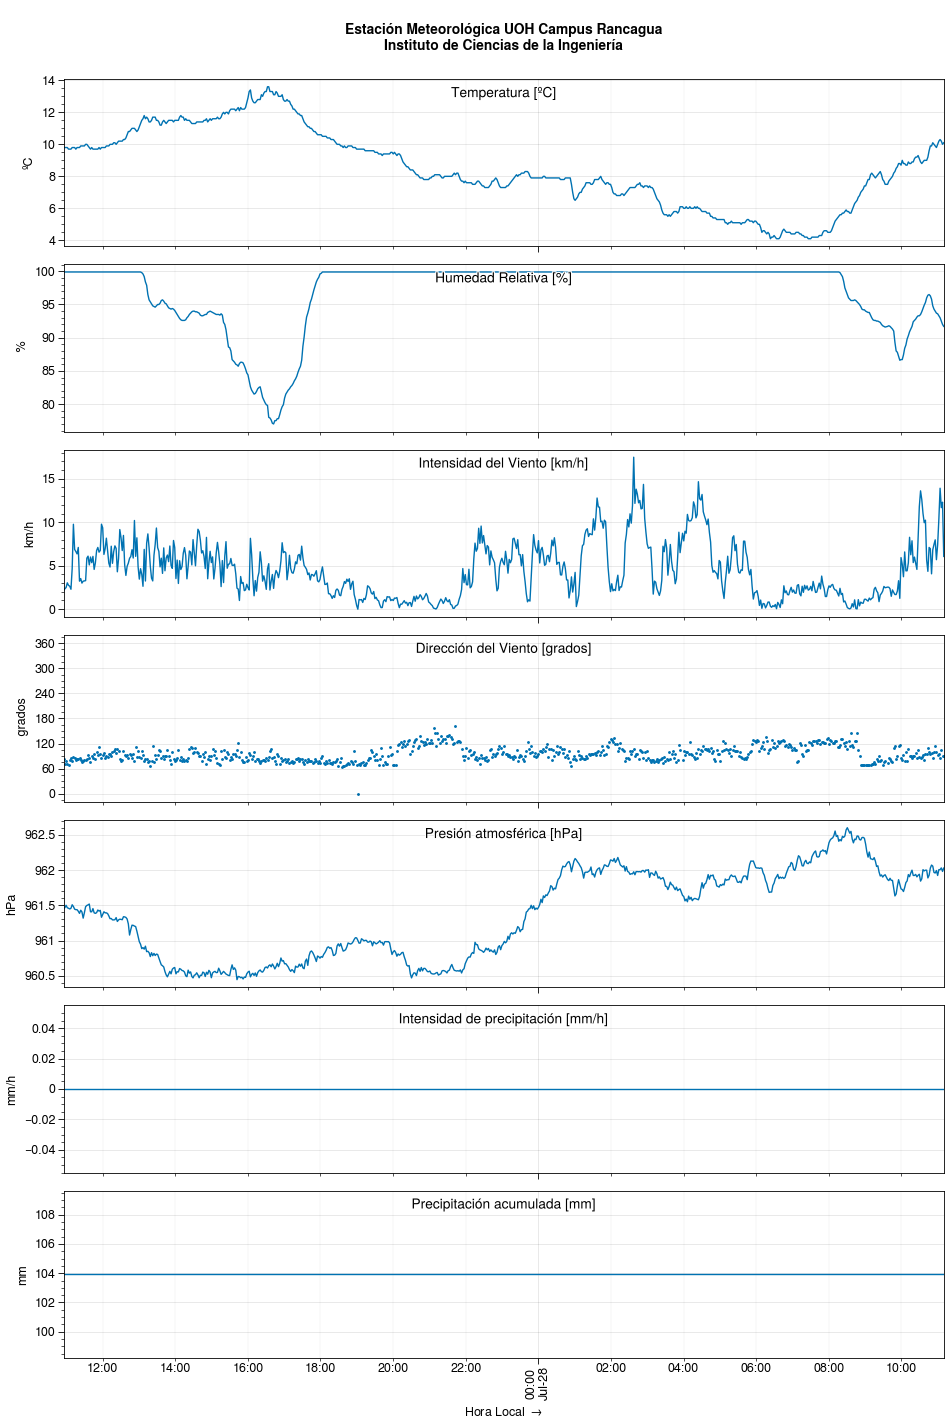 Estación Meteorológica UOH Campus Rancagua
Instituto de Ciencias de la Ingeniería
Temperatura [ºC]
14
12
10
8
6
4
ºC
Humedad Relativa [%]
100
95
90
85
80
%
Intensidad del Viento [km/h]
15
10
5
0
km/h
Dirección del Viento [grados]
360
300
240
180
120
60
0
grados
Presión atmosférica [hPa]
962.5
962
961.5
961
960.5
hPa
Intensidad de precipitación [mm/h]
0.04
0.02
0
−0.02
−0.04
mm/h
Precipitación acumulada [mm]
108
106
104
102
100
mm
12:00 14:00 16:00 18:00 20:00 22:00 00:00 02:00 04:00 06:00 08:00 10:00
Jul-28
Hora Local →